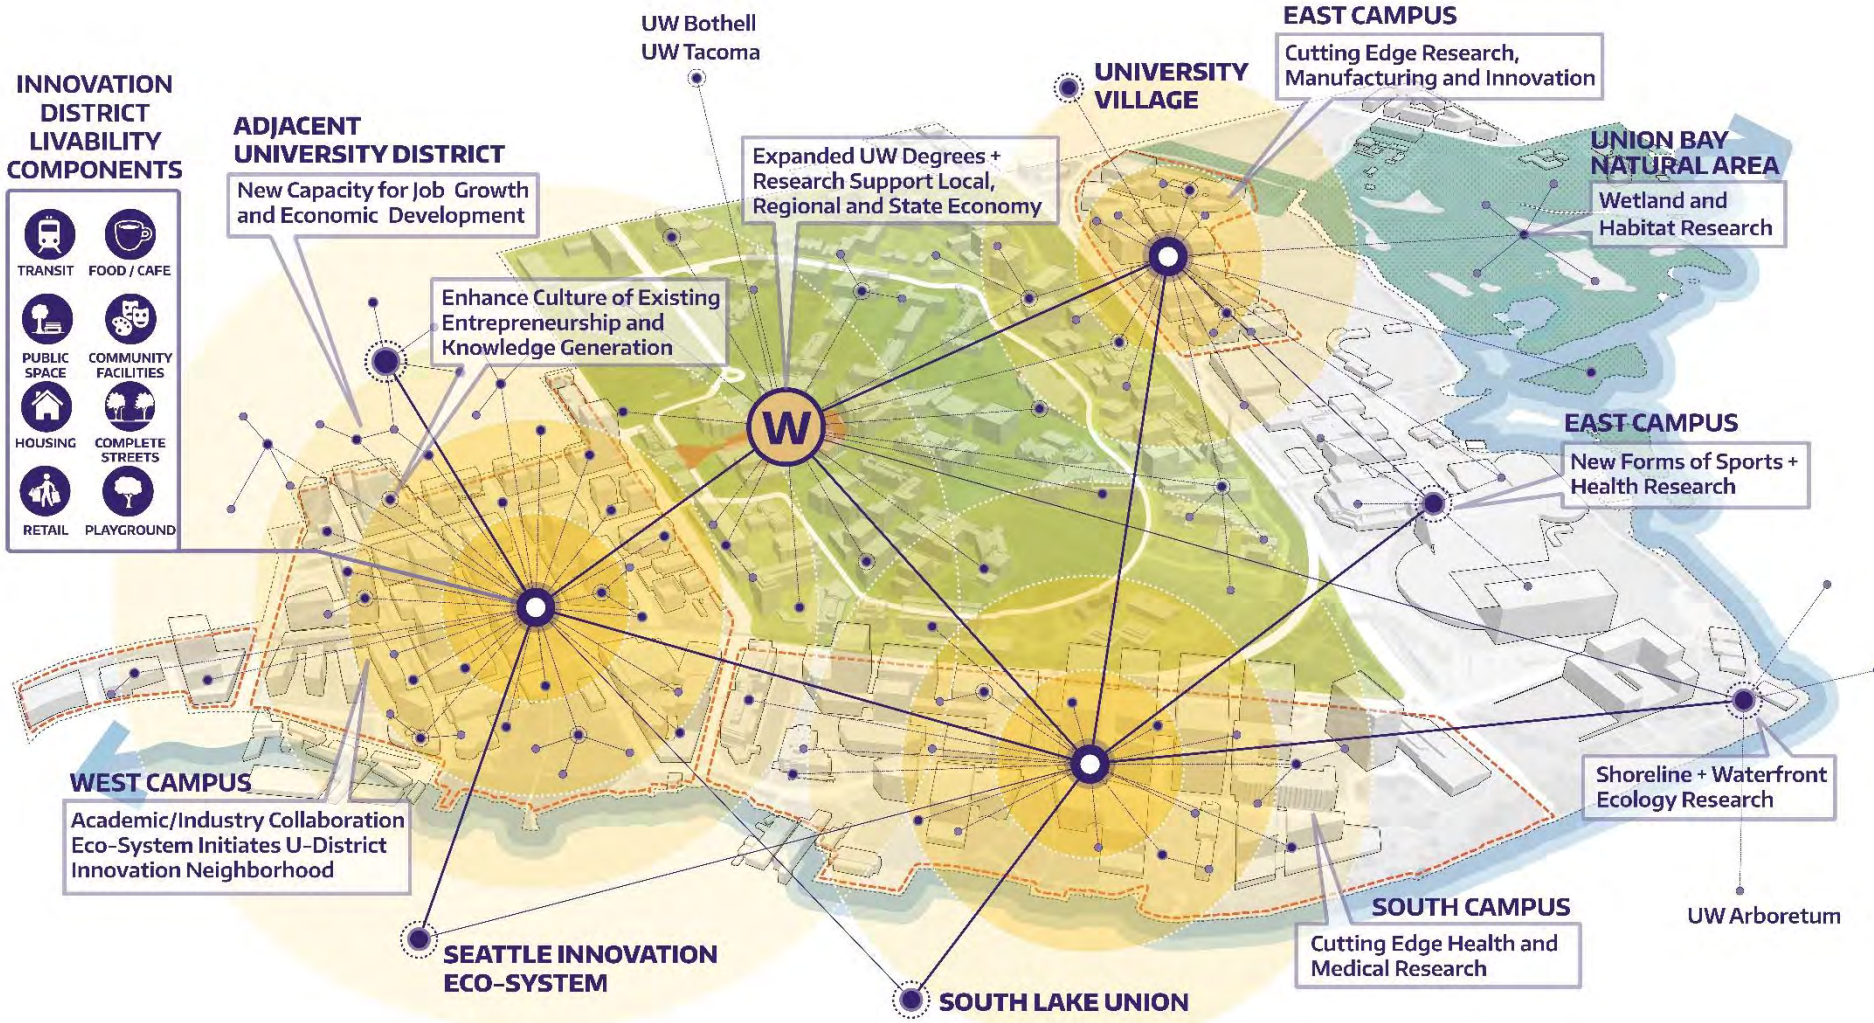 INNOVATION
DISTRICT
LIVABILITY
COMPONENTS
TRANSIT
FOOD / CAFE
PUBLIC
SPACE
COMMUNITY
FACILITIES
HOUSING
COMPLETE
STREETS
RETAIL
PLAYGROUND
ADJACENT
UNIVERSITY DISTRICT
New Capacity for Job Growth
and Economic Development
Enhance Culture of Existing
Entrepreneurship and
Knowledge Generation
UW Bothell
UW Tacoma
Expanded UW Degrees +
Research Support Local,
Regional and State Economy
W
UNIVERSITY
VILLAGE
EAST CAMPUS
Cutting Edge Research,
Manufacturing and Innovation
UNION BAY
NATURAL AREA
Wetland and
Habitat Research
EAST CAMPUS
New Forms of Sports +
Health Research
Shoreline + Waterfront
Ecology Research
UW Arboretum
WEST CAMPUS
Academic/Industry Collaboration
Eco-System Initiates U-District
Innovation Neighborhood
SEATTLE INNOVATION
ECO-SYSTEM
SOUTH LAKE UNION
SOUTH CAMPUS
Cutting Edge Health and
Medical Research